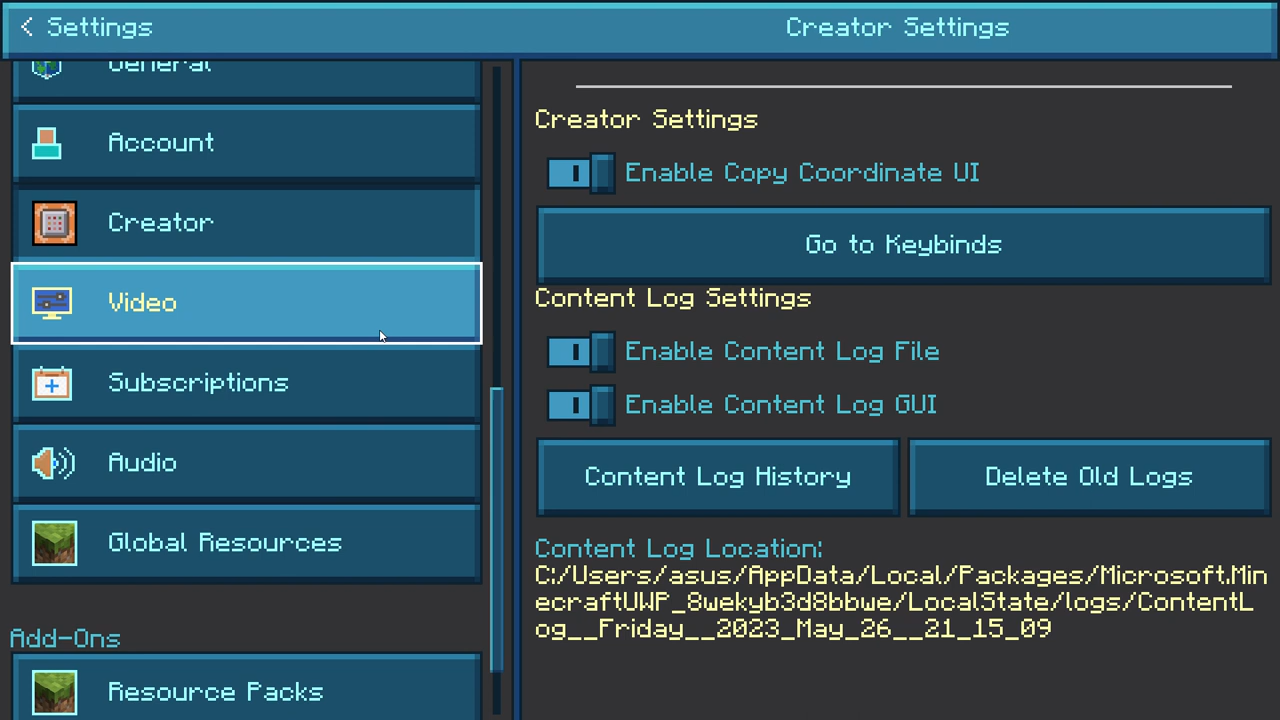 Settings
Creator Settings
General
Account
Creator
Video
Subscriptions
Audio
Global Resources
Add-Ons
Resource Packs
Creator Settings
Enable Copy Coordinate UI
Go to Keybinds
Content Log Settings
Enable Content Log File
Enable Content Log GUI
Content Log History
Delete Old Logs
Content Log Location:
C:/Users/asus/AppData/Local/Packages/Microsoft.Min
ecraftUWP_8wekyb3d8bbwe/LocalState/logs/ContentL
og__Friday__2023_May_26__21_15_09